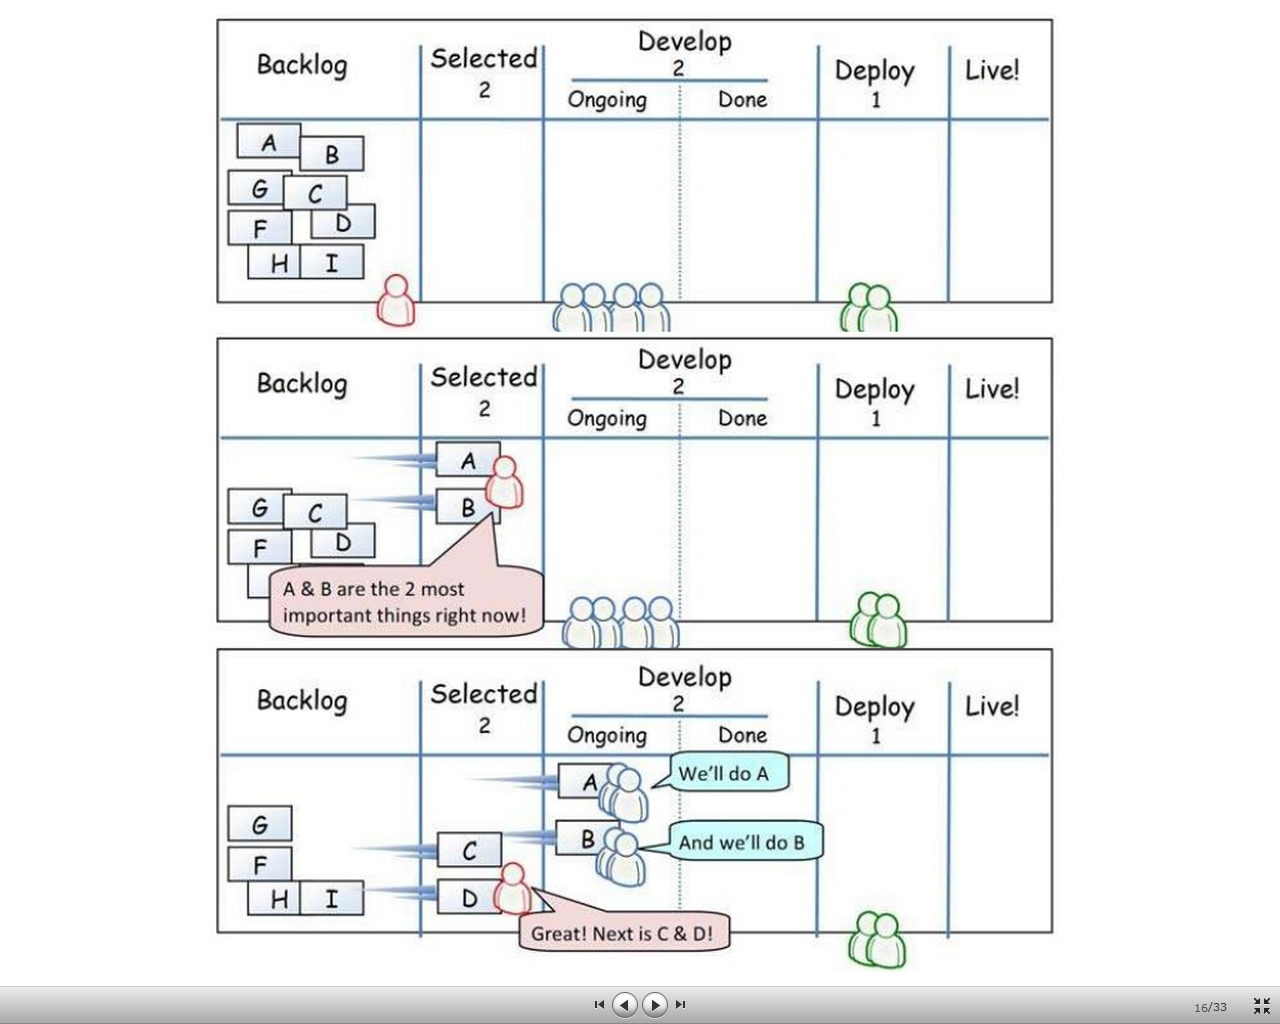 Backlog
Selected
2
Develop
2
Ongoing
Done
Deploy
1
Live!
A
B
G
C
F
D
H
I
Backlog
Selected
2
Develop
2
Ongoing
Done
Deploy
1
Live!
A
B
G
C
F
D
A & B are the 2 most
important things right now!
Backlog
Selected
2
Develop
2
Ongoing
Done
Deploy
1
Live!
A
We'll do A
G
B
And we'll do B
C
F
H
I
D
Great! Next is C & D!
16/33